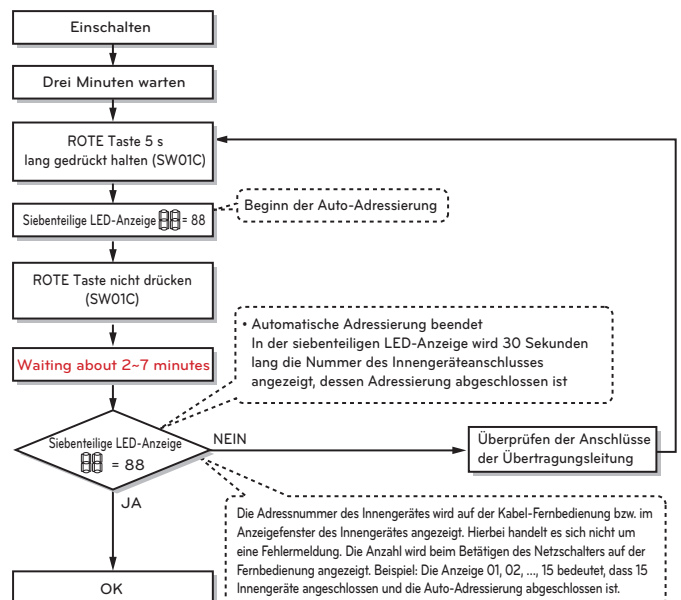 Einschalten
Drei Minuten warten
ROTE Taste 5 s
lang gedrückt halten (SW01C)
Siebenteilige LED-Anzeige 88 = 88
Beginn der Auto-Adressierung
ROTE Taste nicht drücken
(SW01C)
• Automatische Adressierung beendet
In der siebenteiligen LED-Anzeige wird 30 Sekunden
lang die Nummer des Innengeräteanschlusses
angezeigt, dessen Adressierung abgeschlossen ist
Waiting about 2~7 minutes
Siebenteilige LED-Anzeige
88 = 88
NEIN
Überprüfen der Anschlüsse
der Übertragungsleitung
JA
Die Adressnummer des Innengerätes wird auf der Kabel-Fernbedienung bzw. im
Anzeigefenster des Innengerätes angezeigt. Hierbei handelt es sich nicht um
eine Fehlermeldung. Die Anzahl wird beim Betätigen des Netzschalters auf der
Fernbedienung angezeigt. Beispiel: Die Anzeige 01, 02, ..., 15 bedeutet, dass 15
Innengeräte angeschlossen und die Auto-Adressierung abgeschlossen ist.
OK